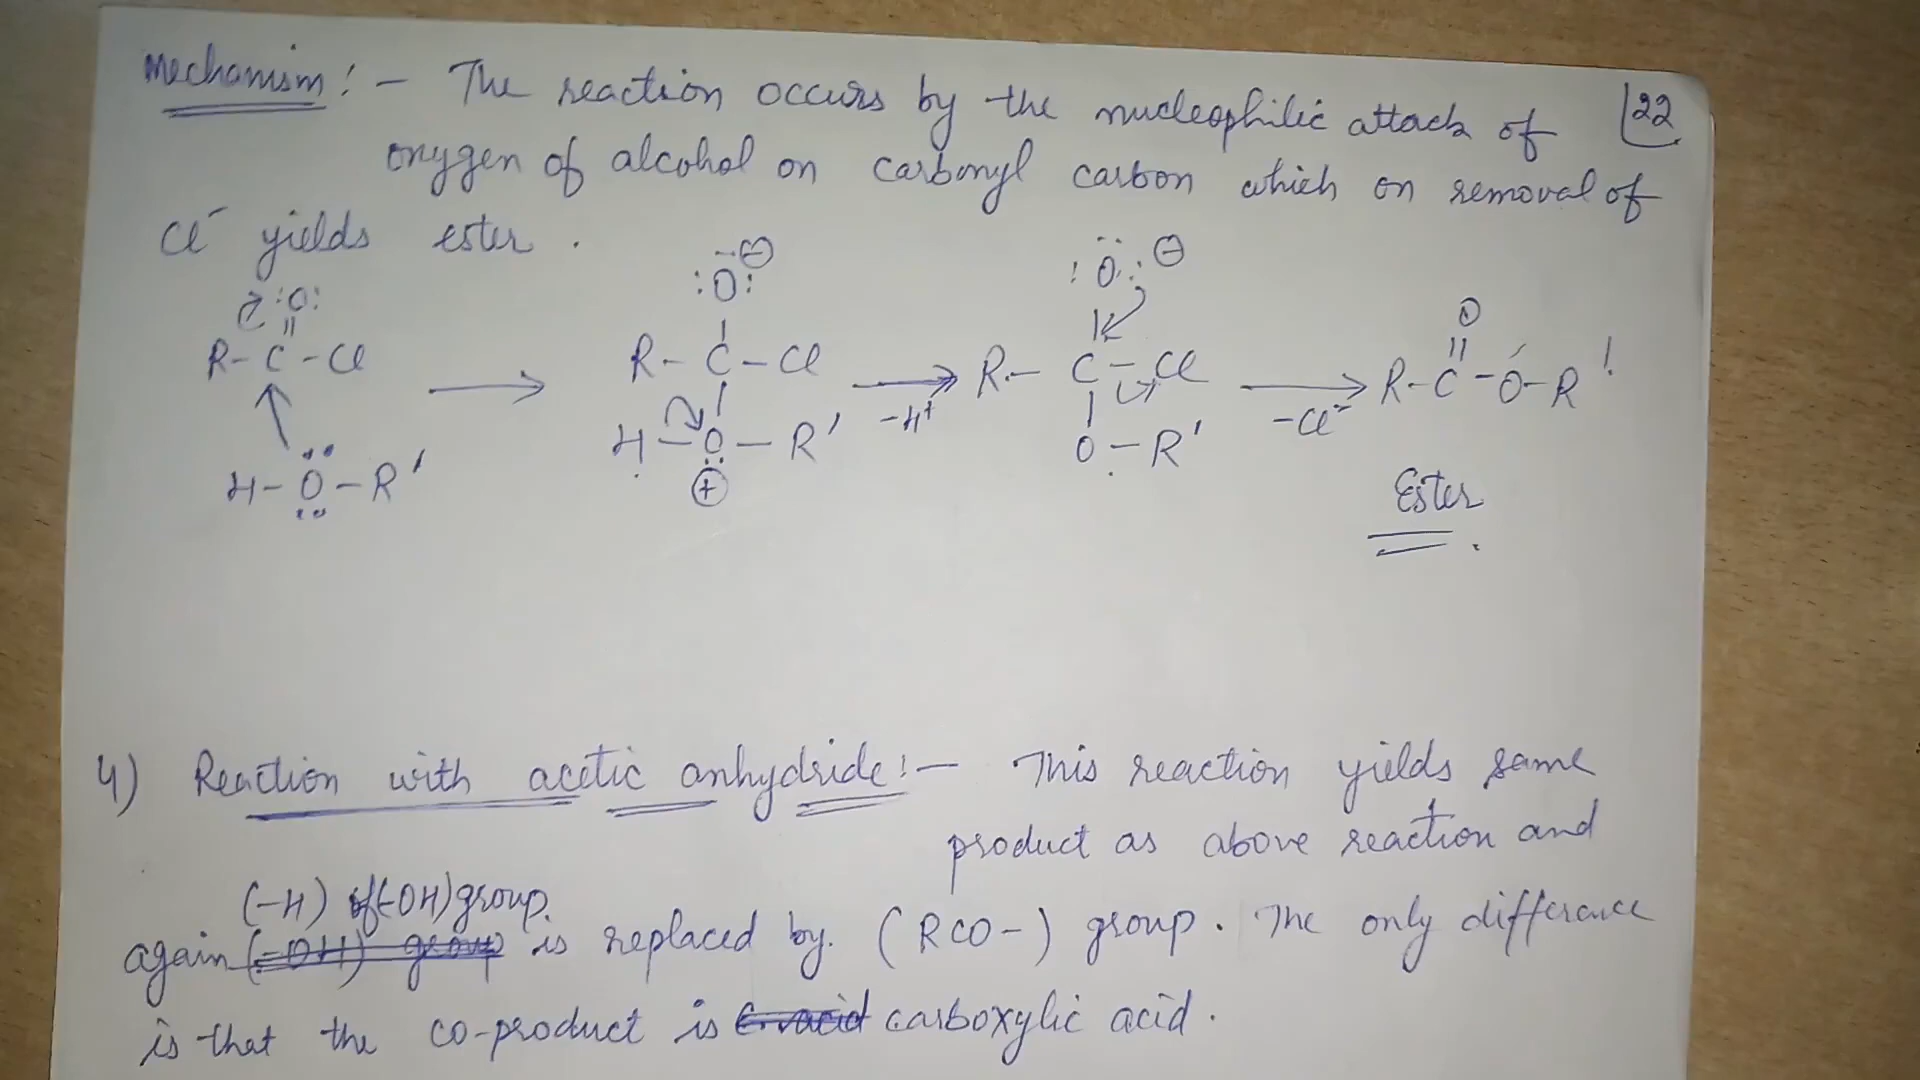 Mechanism :- The reaction occurs by the nucleophilic attack of
22
oxygen of alcohol on carbonyl carbon which on removal of
Cl⁻ yields ester .
:O: :O: ⊖ :O: ⊖ O
R-C-Cl → R-C-Cl → R-C-Cl → R-C-O-R'
-H⁺ -Cl⁻
H-O-R' H-O-R' O-R'
⊕
Ester
4) Reaction with acetic anhydride :- This reaction yields same
product as above reaction and
(-H) of (-OH) group
again (-OH) group is replaced by (RCO-) group. The only difference
is that the co-product is acid carboxylic acid.